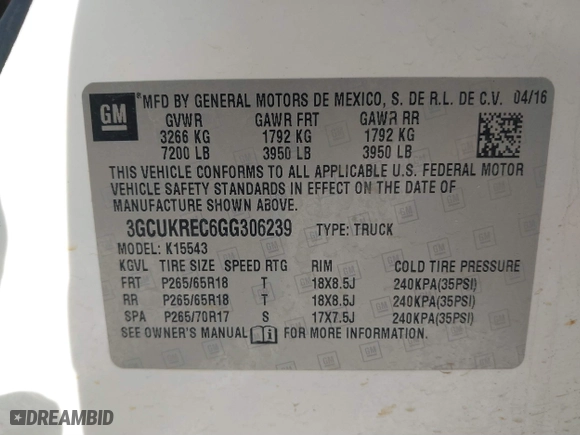 GM
MFD BY GENERAL MOTORS DE MEXICO, S. DE R.L. DE C.V. 04/16
GVWR GAWR FRT GAWR RR
3266 KG 1792 KG 1792 KG
7200 LB 3950 LB 3950 LB
THIS VEHICLE CONFORMS TO ALL APPLICABLE U.S. FEDERAL MOTOR
VEHICLE SAFETY STANDARDS IN EFFECT ON THE DATE OF
MANUFACTURE SHOWN ABOVE.
3GCUKREC6GG306239 TYPE: TRUCK
MODEL: K15543
KGVL TIRE SIZE SPEED RTG RIM COLD TIRE PRESSURE
FRT P265/65R18 T 18X8.5J 240KPA(35PSI)
RR P265/65R18 T 18X8.5J 240KPA(35PSI)
SPA P265/70R17 S 17X7.5J 240KPA(35PSI)
SEE OWNER'S MANUAL FOR MORE INFORMATION.
DREAMBID